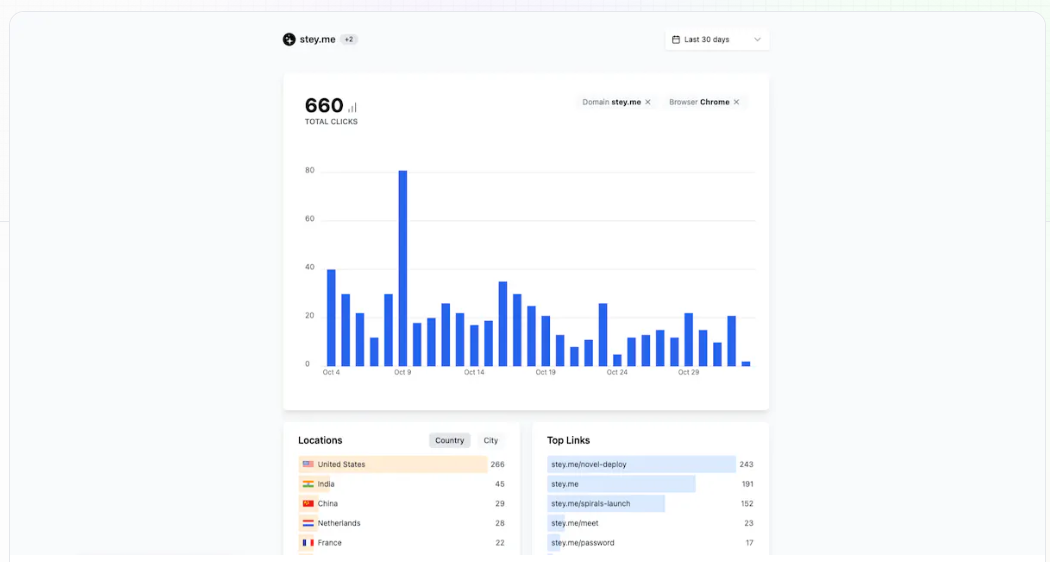 stey.me +2
Last 30 days
660
TOTAL CLICKS
Domain stey.me ✕
Browser Chrome ✕
80
60
40
20
0
Oct 4 Oct 9 Oct 14 Oct 19 Oct 24 Oct 29
Locations
Country City
United States 266
India 45
China 29
Netherlands 28
France 22
Top Links
stey.me/novel-deploy 243
stey.me 191
stey.me/spirals-launch 152
stey.me/meet 23
stey.me/password 17